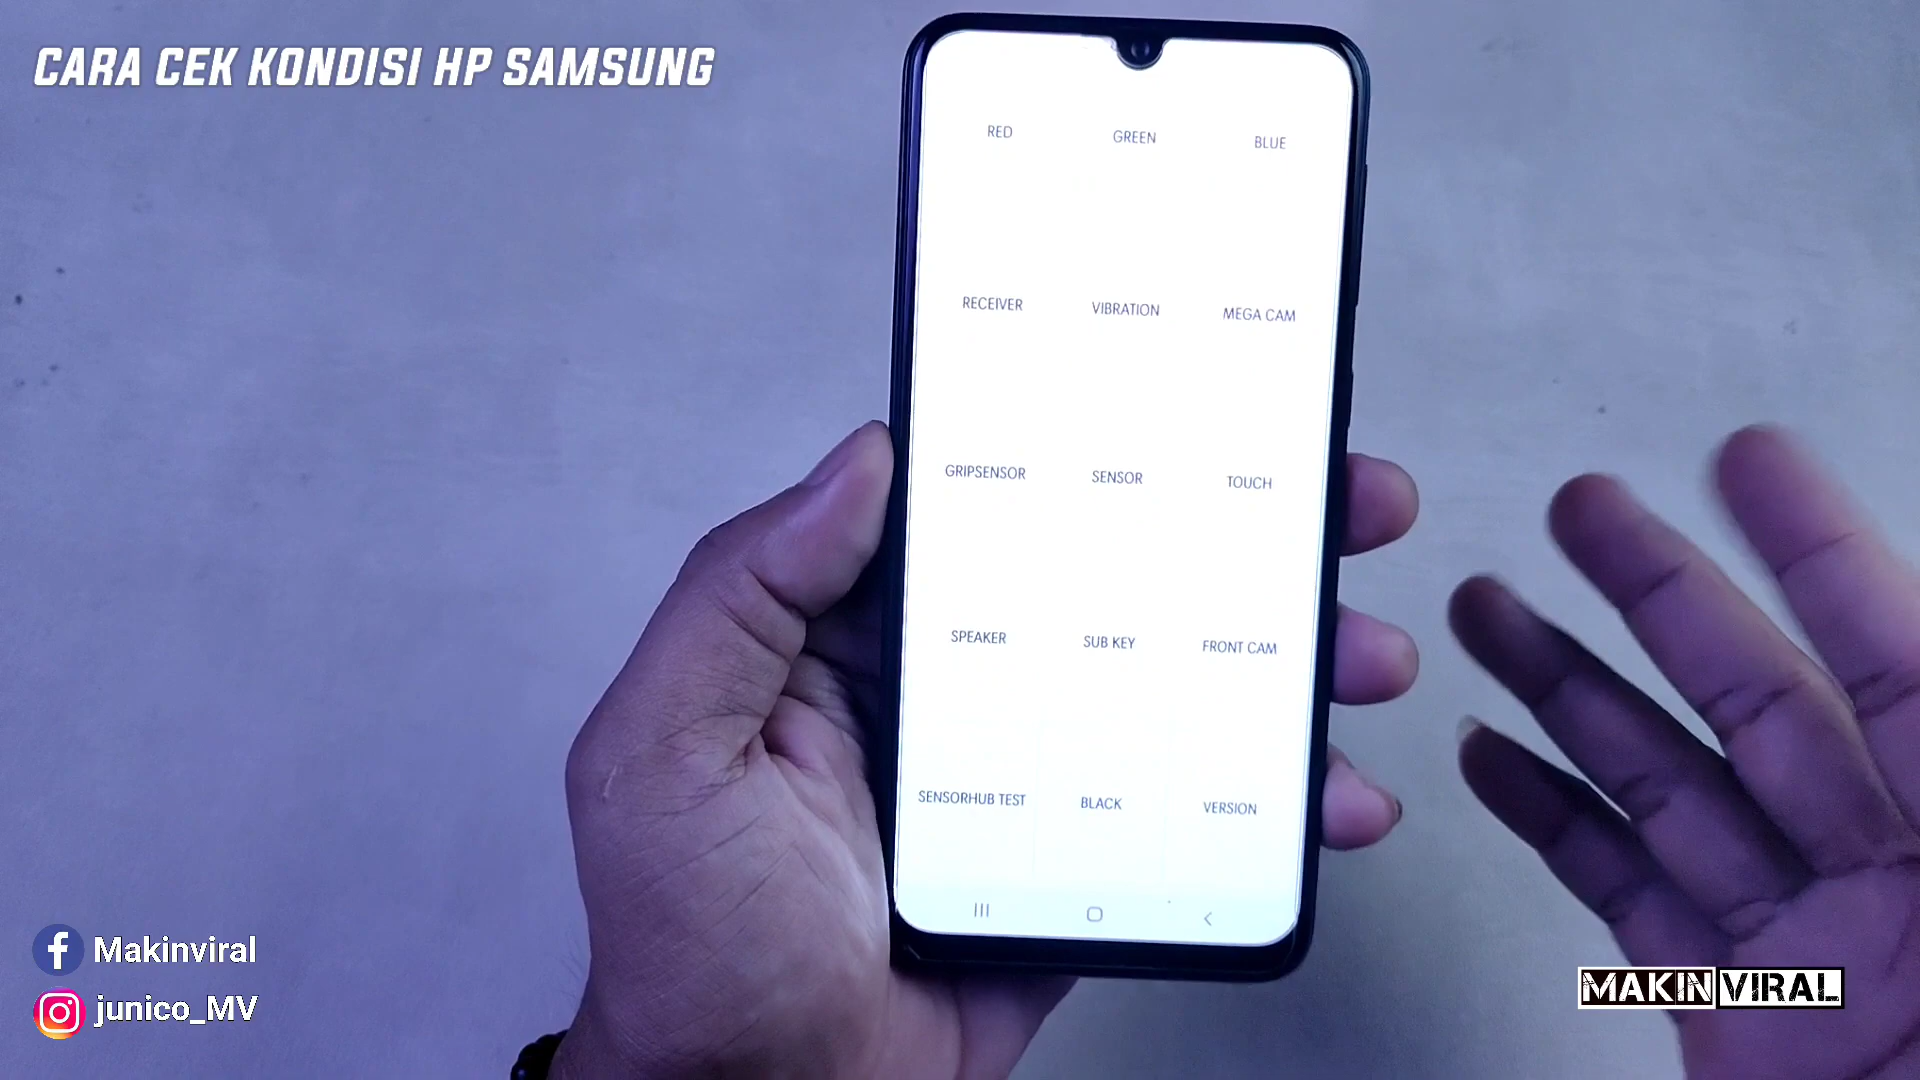 CARA CEK KONDISI HP SAMSUNG
RED GREEN BLUE
RECEIVER VIBRATION MEGA CAM
GRIPSENSOR SENSOR TOUCH
SPEAKER SUB KEY FRONT CAM
SENSORHUB TEST BLACK VERSION
Makinviral
junico_MV
MAKIN VIRAL